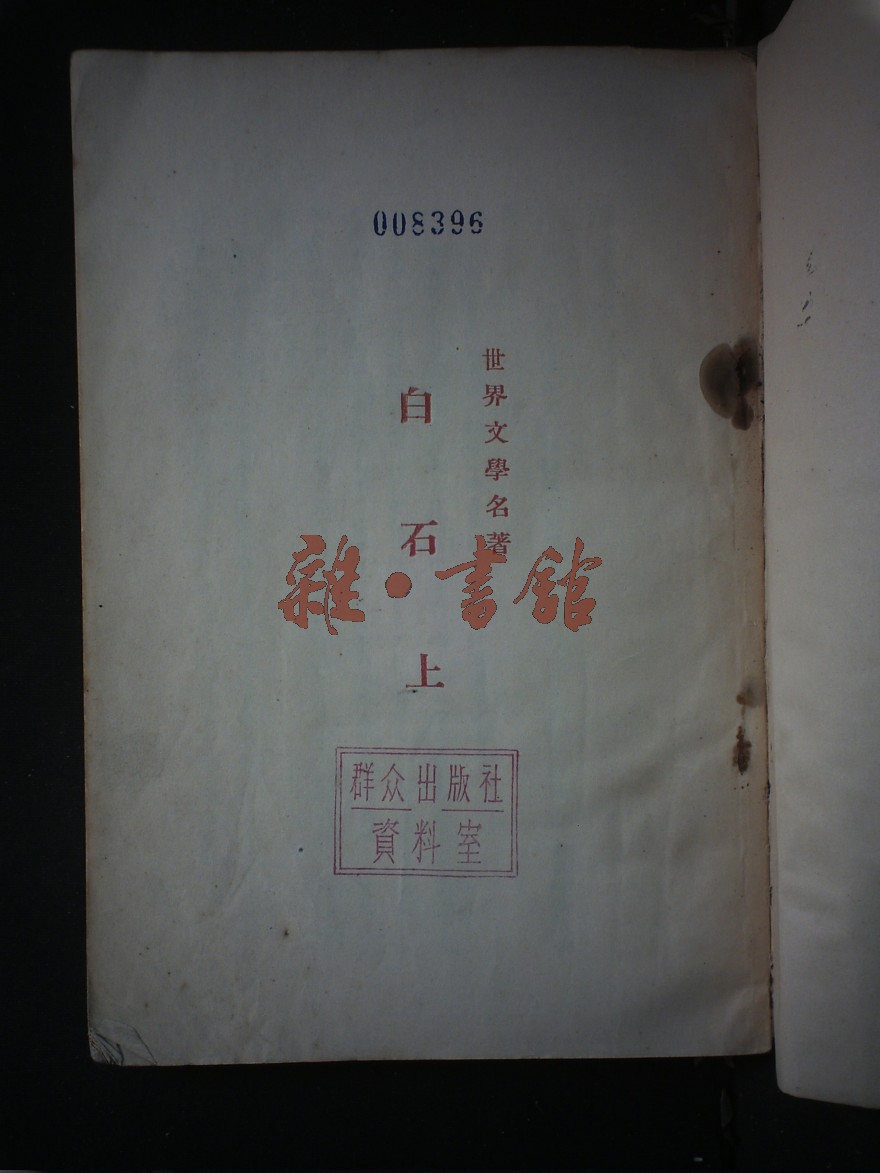 008396
世界文學名著
白石上
雜·書館
群众出版社
資料室